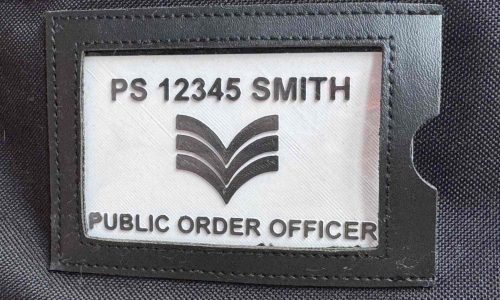 PS 12345 SMITH
PUBLIC ORDER OFFICER